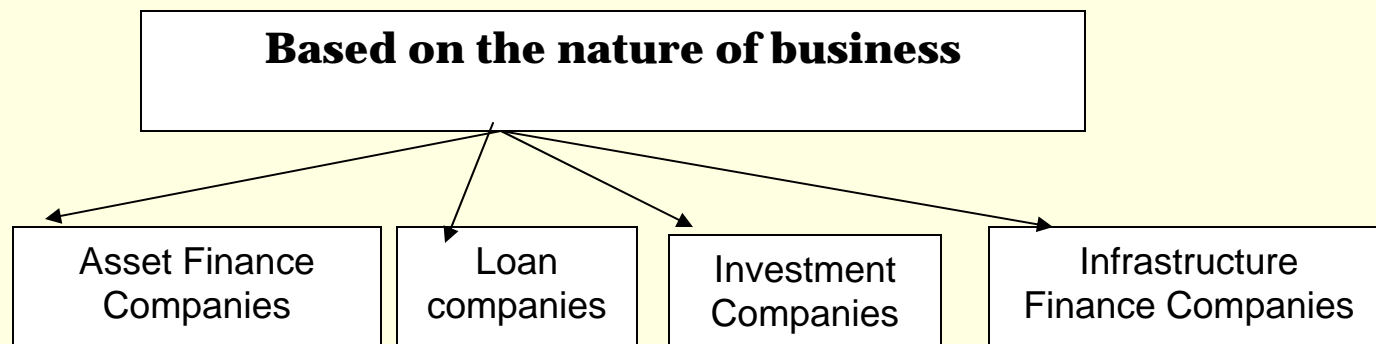 Based on the nature of business
Asset Finance
Companies
Loan
companies
Investment
Companies
Infrastructure
Finance Companies